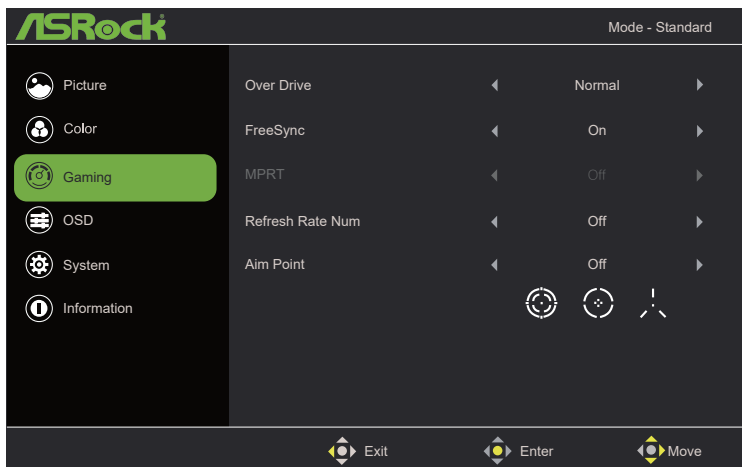 ASRock
Mode - Standard
Picture
Over Drive Normal
Color
FreeSync On
Gaming
MPRT Off
OSD
Refresh Rate Num Off
System
Aim Point Off
Information
Exit Enter Move